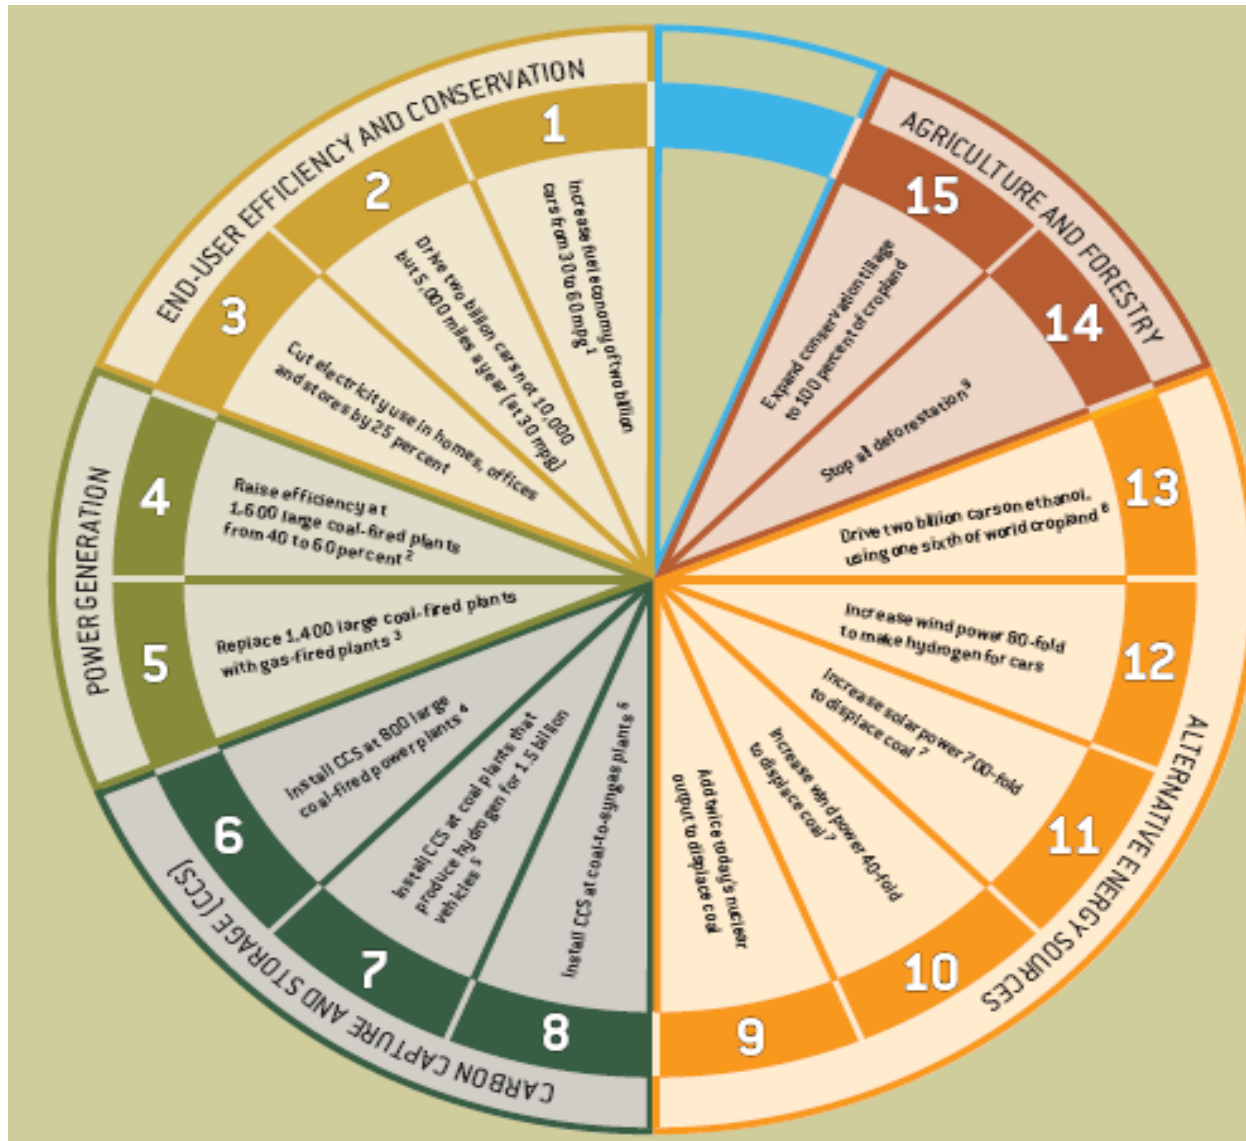 END-USER EFFICIENCY AND CONSERVATION
1
Increase fuel economy of two billion
cars from 30 to 60 mpg 1
2
Drive two billion cars not 10,000
but 5,000 miles a year (at 30 mpg)
3
Cut electricity use in homes, offices
and stores by 25 percent
POWER GENERATION
4
Raise efficiency at
1,600 large coal-fired plants
from 40 to 60 percent 2
5
Replace 1,400 large coal-fired plants
with gas-fired plants 3
CARBON CAPTURE AND STORAGE (CCS)
6
Install CCS at 800 large
coal-fired power plants 4
7
Install CCS at coal plants that
produce hydrogen for 1.5 billion
vehicles 5
8
Install CCS at coal-to-syngas plants 6
ALTERNATIVE ENERGY SOURCES
9
Add twice today's nuclear
output to displace coal
10
Increase wind power 40-fold
to displace coal 7
11
Increase solar power 700-fold
to displace coal 7
12
Increase wind power 80-fold
to make hydrogen for cars
13
Drive two billion cars on ethanol,
using one sixth of world cropland 8
AGRICULTURE AND FORESTRY
14
Stop all deforestation 9
15
Expand conservation tillage
to 100 percent of cropland